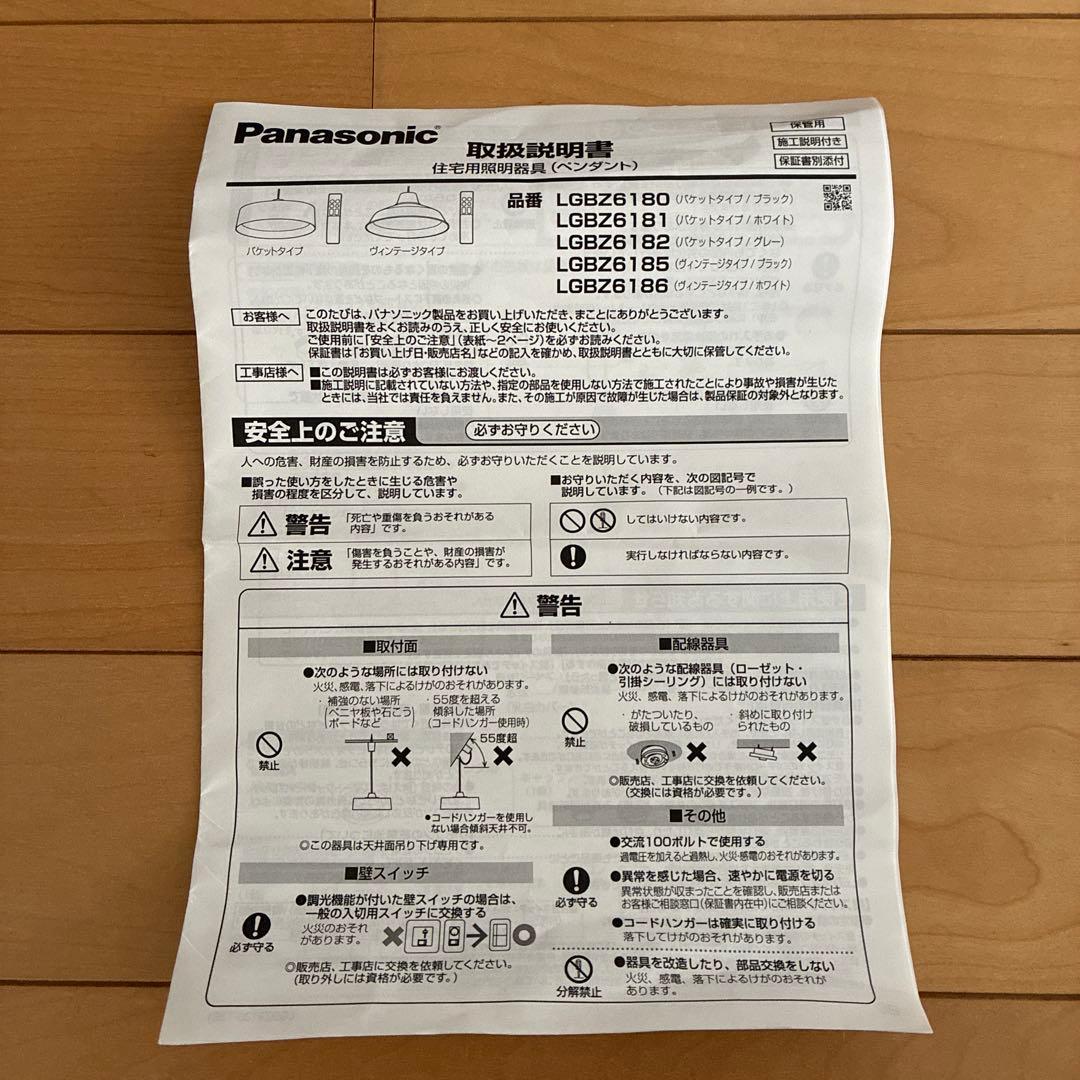 Panasonic®
取扱説明書
住宅用照明器具(ペンダント)
保管用
施工説明付き
保証書別添付
バケットタイプ
ヴィンテージタイプ
品番 LGBZ6180(バケットタイプ/ブラック)
LGBZ6181(バケットタイプ/ホワイト)
LGBZ6182(バケットタイプ/グレー)
LGBZ6185(ヴィンテージタイプ/ブラック)
LGBZ6186(ヴィンテージタイプ/ホワイト)
お客様へ このたびは、パナソニック製品をお買い上げいただき、まことにありがとうございます。
取扱説明書をよくお読みのうえ、正しく安全にお使いください。
ご使用前に「安全上のご注意」(表紙〜2ページ)を必ずお読みください。
保証書は「お買い上げ日・販売店名」などの記入を確かめ、取扱説明書とともに大切に保管してください。
工事店様へ ■この説明書は必ずお客様にお渡しください。
■施工説明に記載されていない方法や、指定の部品を使用しない方法で施工されたことにより事故や損害が生じた
ときには、当社では責任を負えません。また、その施工が原因で故障が生じた場合は、製品保証の対象外となります。
安全上のご注意 必ずお守りください
人への危害、財産の損害を防止するため、必ずお守りいただくことを説明しています。
■誤った使い方をしたときに生じる危害や
損害の程度を区分して、説明しています。
警告 「死亡や重傷を負うおそれがある
内容」です。
注意 「傷害を負うことや、財産の損害が
発生するおそれがある内容」です。
■お守りいただく内容を、次の図記号で
説明しています。(下記は図記号の一例です。)
してはいけない内容です。
実行しなければならない内容です。
警告
■取付面
●次のような場所には取り付けない
火災、感電、落下によるけがのおそれがあります。
・補強のない場所
(ベニヤ板や石こう
ボードなど)
・55度を超える
傾斜した場所
(コードハンガー使用時)
55度超
禁止
●コードハンガーを使用し
ない場合傾斜天井不可。
◎この器具は天井面吊り下げ専用です。
■壁スイッチ
●調光機能が付いた壁スイッチの場合は、
一般の入切用スイッチに交換する
火災のおそれ
があります。
必ず守る
◎販売店、工事店に交換を依頼してください。
(取り外しには資格が必要です。)
■配線器具
●次のような配線器具(ローゼット・
引掛シーリング)には取り付けない
火災、感電、落下によるけがのおそれがあります。
禁止
・がたついたり、
破損しているもの
・斜めに取り付け
られたもの
◎販売店、工事店に交換を依頼してください。
(交換には資格が必要です。)
■その他
●交流100ボルトで使用する
過電圧を加えると過熱し、火災・感電のおそれがあります。
●異常を感じた場合、速やかに電源を切る
異常状態が収まったことを確認し、販売店または
お客様ご相談窓口(保証書内在中)にご相談ください。
必ず守る
●コードハンガーは確実に取り付ける
落下してけがのおそれがあります。
●器具を改造したり、部品交換をしない
火災、感電、落下によるけがのおそれが
あります。
分解禁止